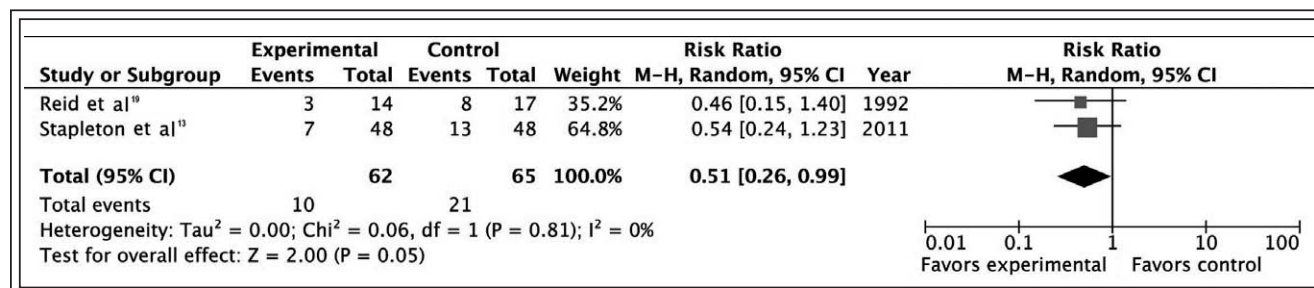 Experimental Control Risk Ratio Risk Ratio
Study or Subgroup Events Total Events Total Weight M-H, Random, 95% CI Year M-H, Random, 95% CI
Reid et al¹⁹ 3 14 8 17 35.2% 0.46 [0.15, 1.40] 1992
Stapleton et al¹³ 7 48 13 48 64.8% 0.54 [0.24, 1.23] 2011
Total (95% CI) 62 65 100.0% 0.51 [0.26, 0.99]
Total events 10 21
Heterogeneity: Tau² = 0.00; Chi² = 0.06, df = 1 (P = 0.81); I² = 0%
Test for overall effect: Z = 2.00 (P = 0.05)
0.01 0.1 1 10 100
Favors experimental Favors control